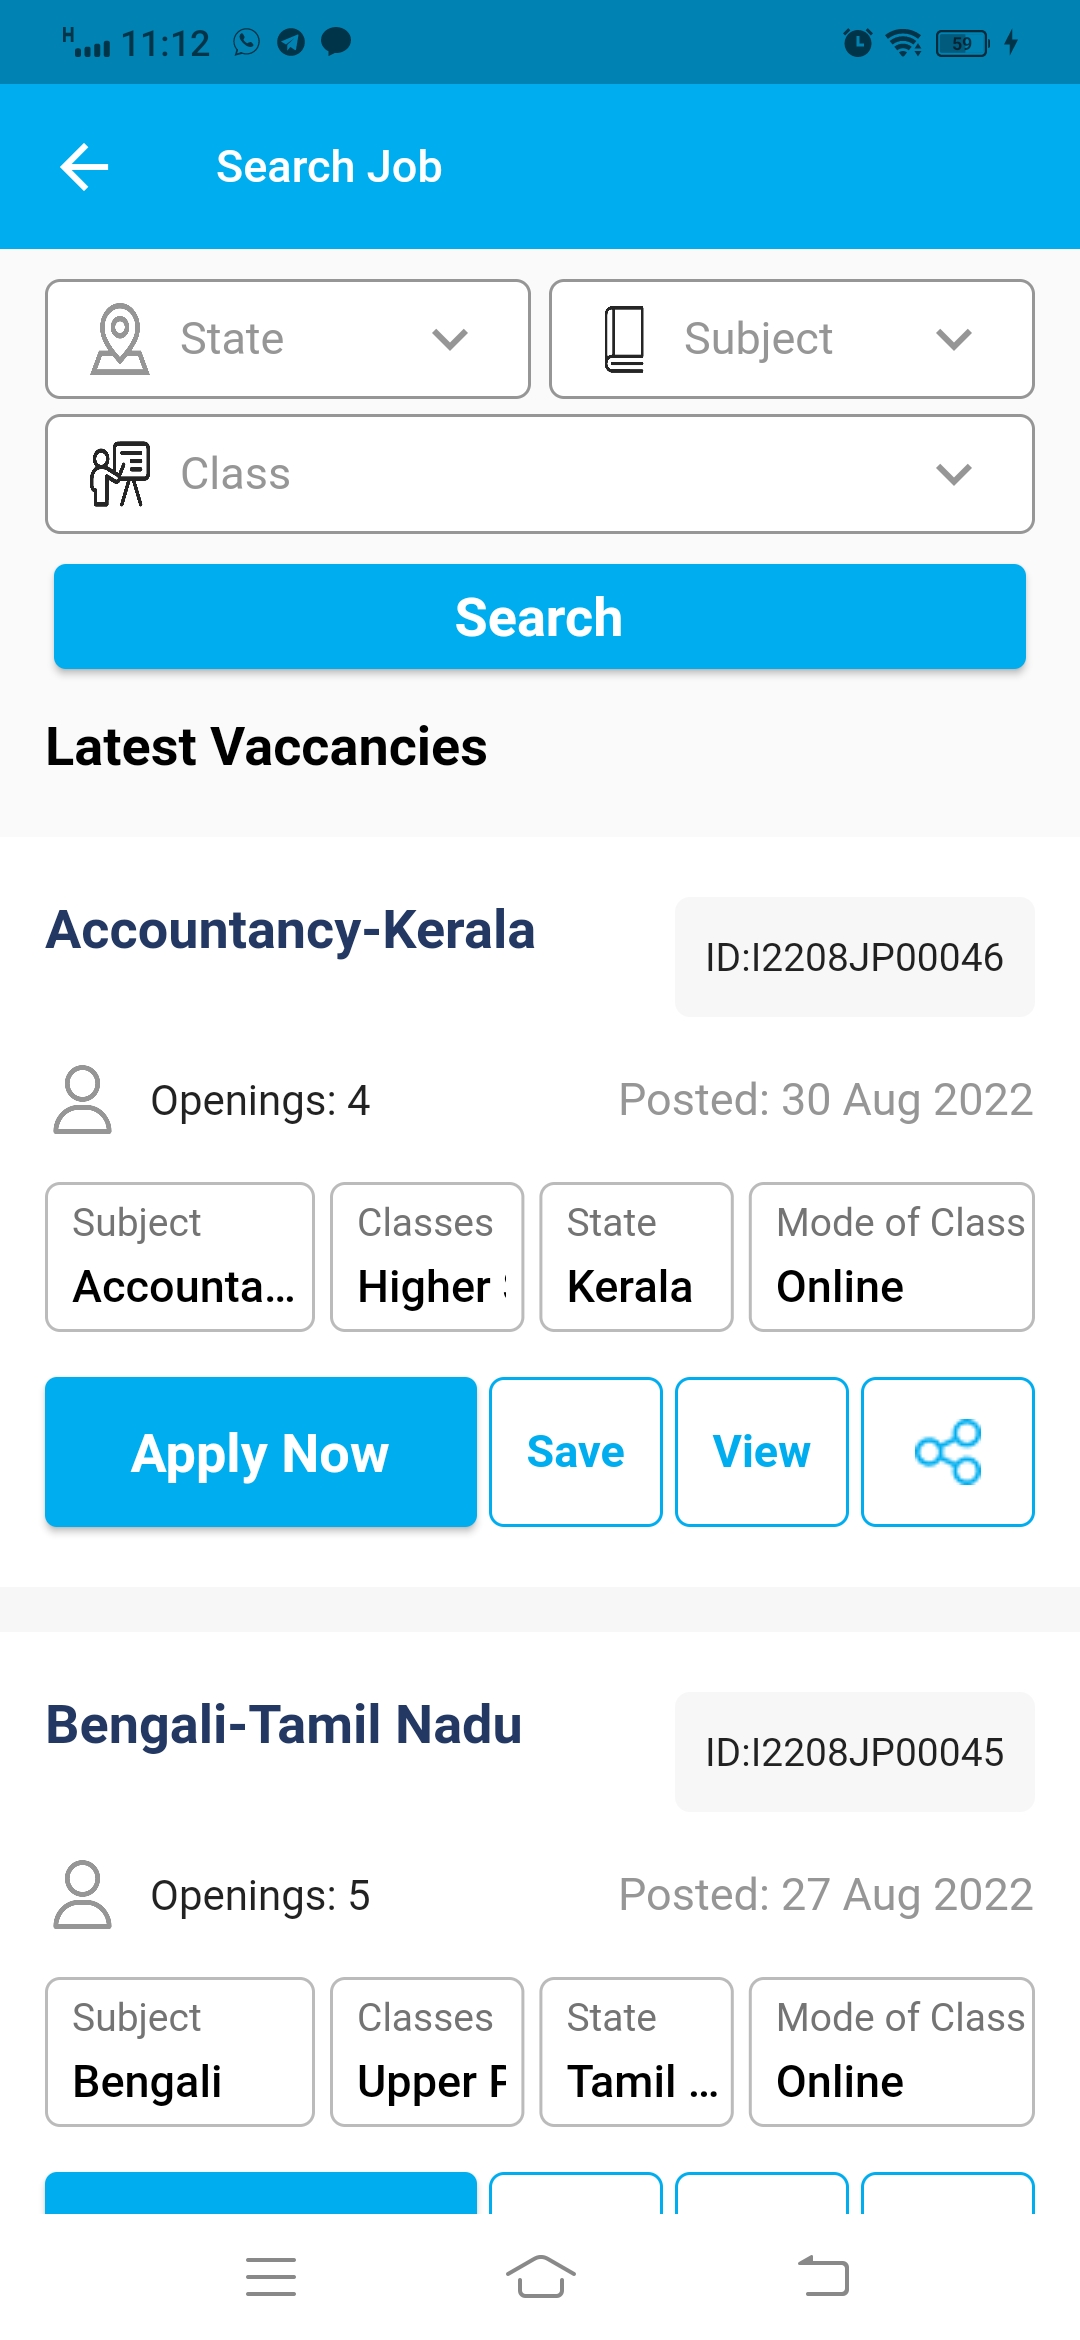 H 11:12 59
Search Job
State Subject
Class
Search
Latest Vaccancies
Accountancy-Kerala ID:I2208JP00046
Openings: 4 Posted: 30 Aug 2022
Subject Classes State Mode of Class
Accounta... Higher Kerala Online
Apply Now Save View
Bengali-Tamil Nadu ID:I2208JP00045
Openings: 5 Posted: 27 Aug 2022
Subject Classes State Mode of Class
Bengali Upper Tamil ... Online